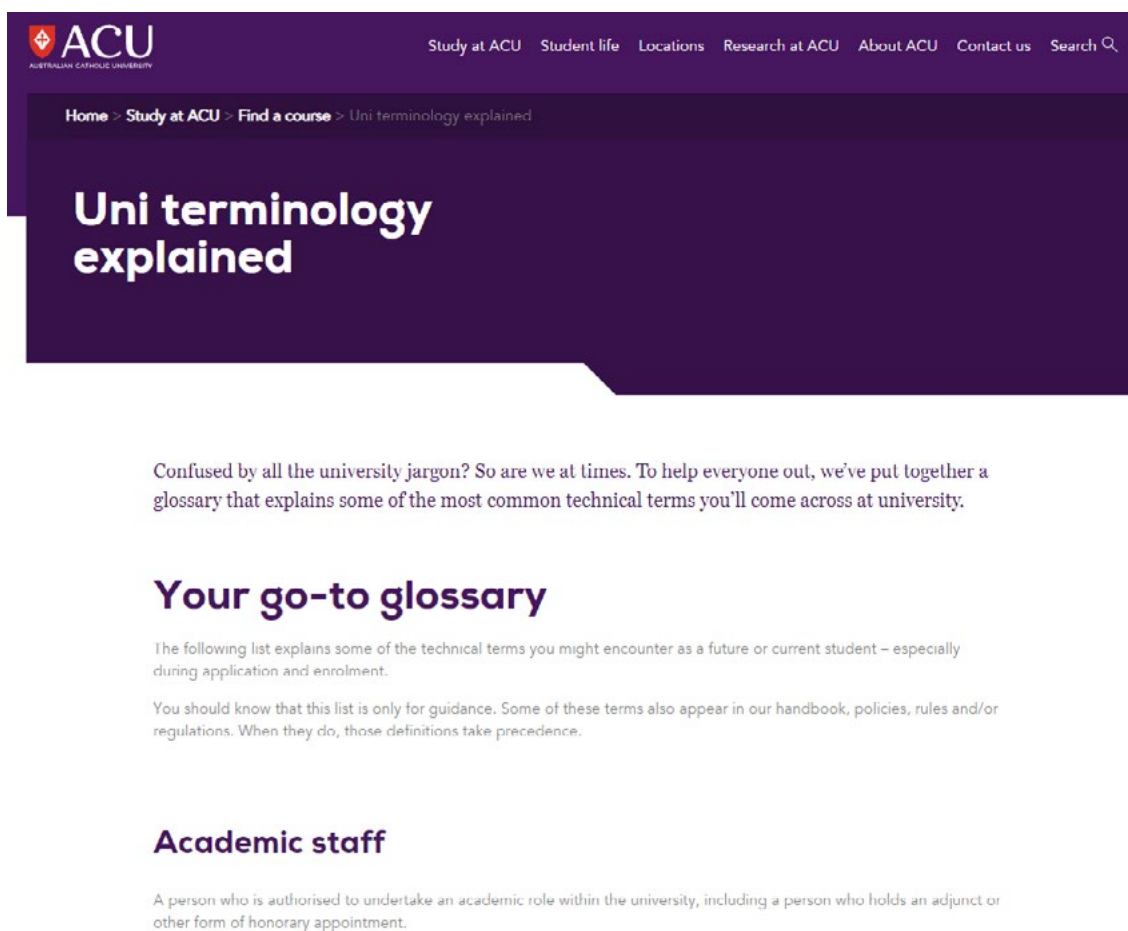 ACU
AUSTRALIAN CATHOLIC UNIVERSITY
Study at ACU Student life Locations Research at ACU About ACU Contact us Search
Home > Study at ACU > Find a course > Uni terminology explained
Uni terminology
explained
Confused by all the university jargon? So are we at times. To help everyone out, we've put together a
glossary that explains some of the most common technical terms you'll come across at university.
Your go-to glossary
The following list explains some of the technical terms you might encounter as a future or current student – especially
during application and enrolment.
You should know that this list is only for guidance. Some of these terms also appear in our handbook, policies, rules and/or
regulations. When they do, those definitions take precedence.
Academic staff
A person who is authorised to undertake an academic role within the university, including a person who holds an adjunct or
other form of honorary appointment.